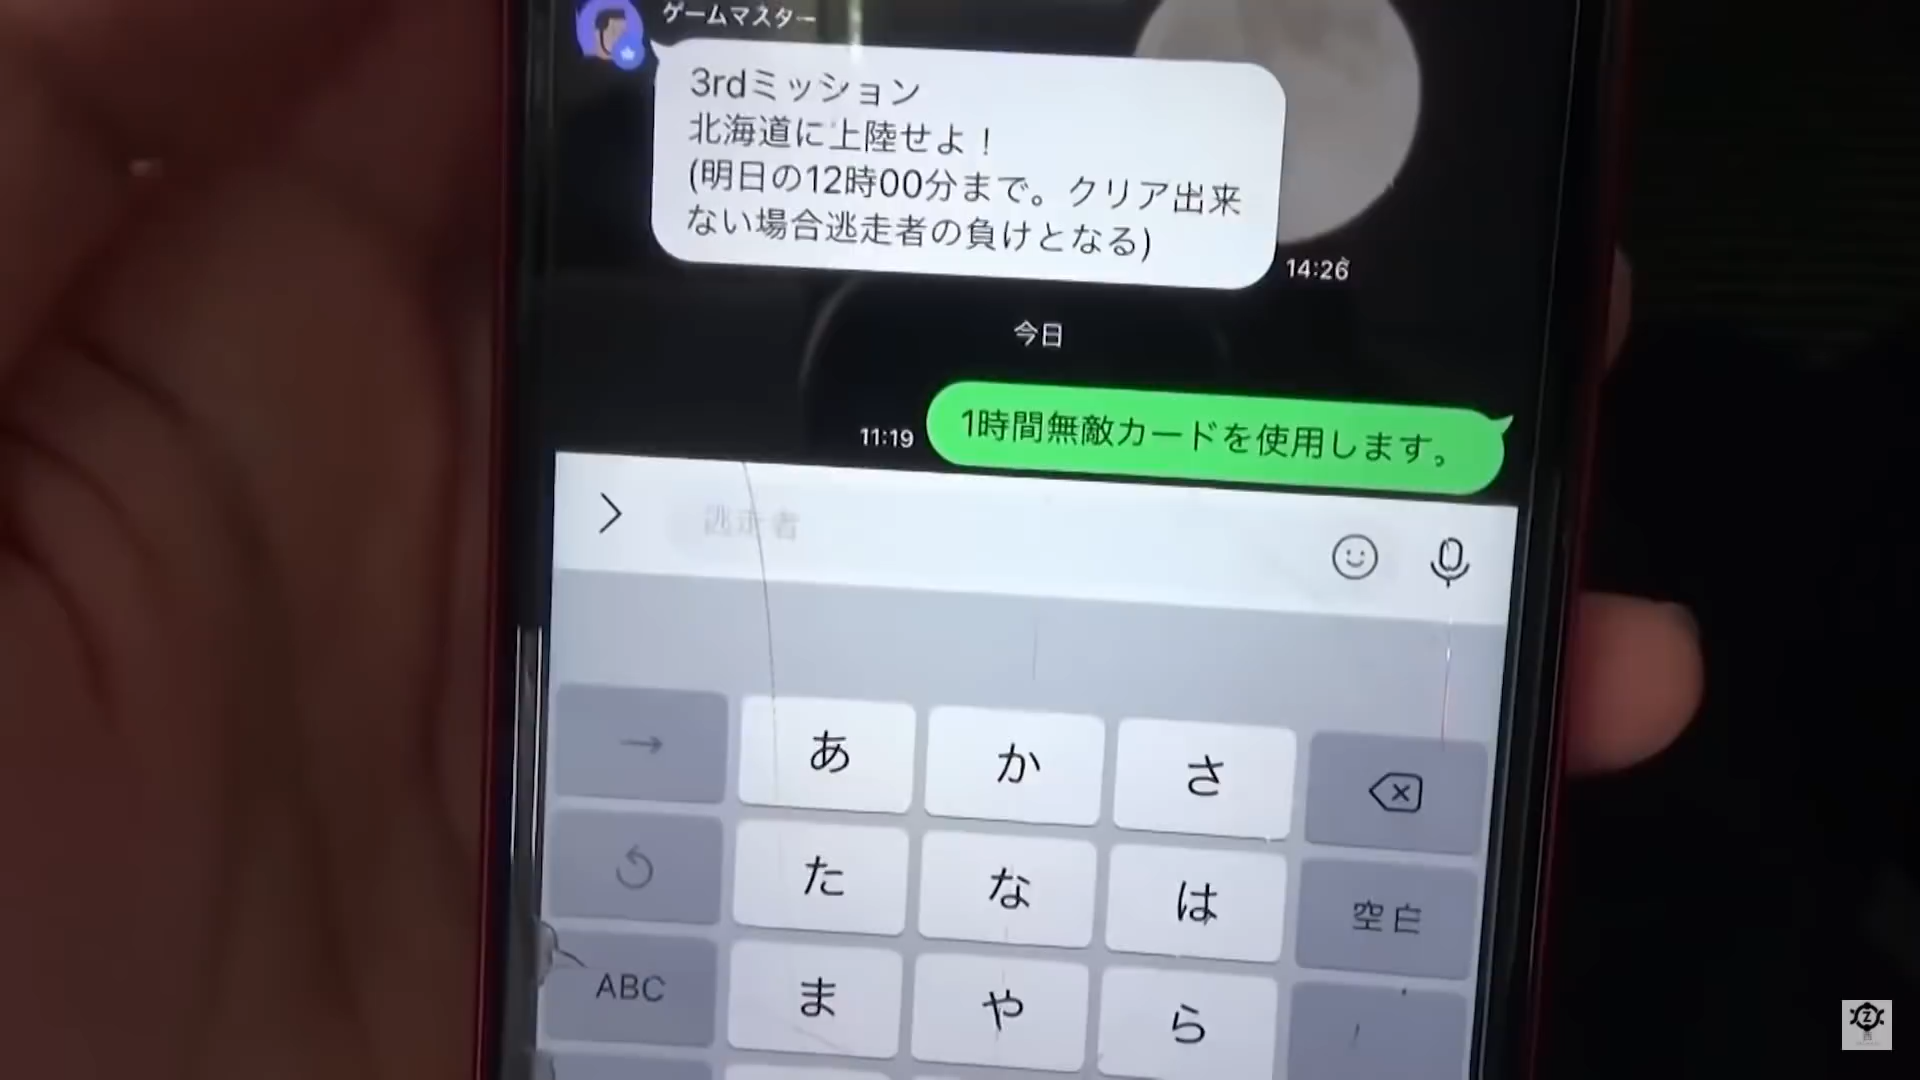 ゲームマスター
3rdミッション
北海道に上陸せよ！
(明日の12時00分まで。クリア出来
ない場合逃走者の負けとなる)
14:26
今日
11:19
1時間無敵カードを使用します。
逃走者
→
あ
か
さ
た
な
は
空白
ABC
ま
や
ら